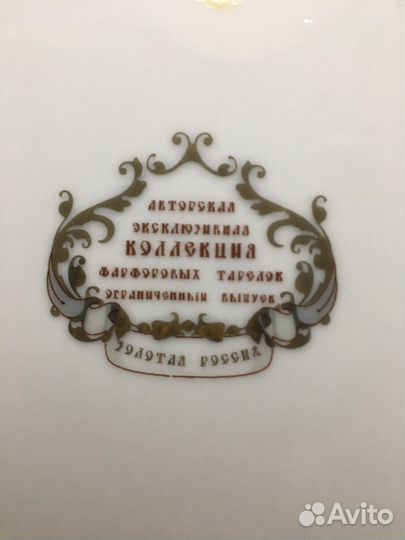 АВТОРСКАЯ
ЭКСКЛЮЗИВНАЯ
КОЛЛЕКЦИЯ
ФАРФОРОВЫХ ТАРЕЛОК
ОГРАНИЧЕННЫЙ ВЫПУСК
ЗОЛОТАЯ РОССИЯ
Avito